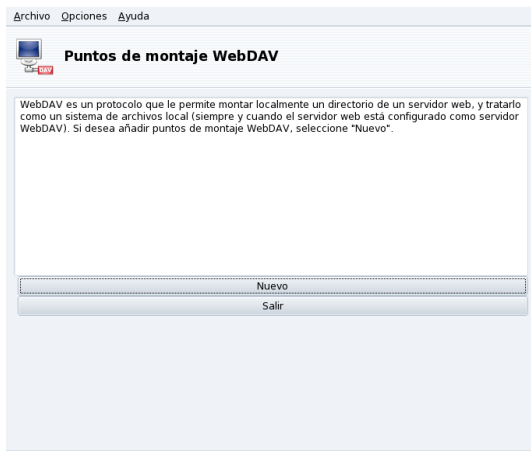 Archivo Opciones Ayuda
Puntos de montaje WebDAV
DAV
WebDAV es un protocolo que le permite montar localmente un directorio de un servidor web, y tratarlo
como un sistema de archivos local (siempre y cuando el servidor web está configurado como servidor
WebDAV). Si desea añadir puntos de montaje WebDAV, seleccione "Nuevo".
Nuevo
Salir